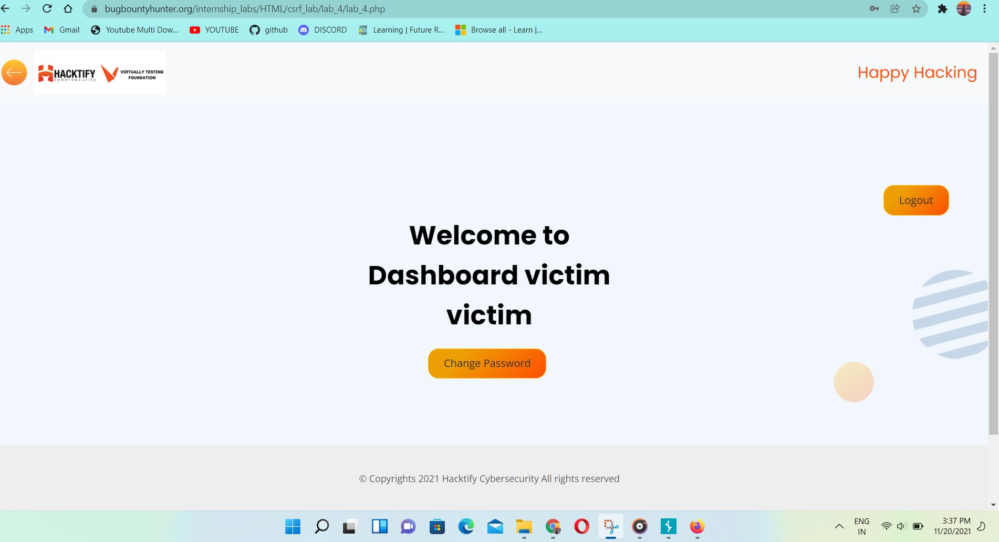 bugbountyhunter.org/internship_labs/HTML/csrf_lab/lab_4/lab_4.php
Apps Gmail Youtube Multi Dow... YOUTUBE github DISCORD Learning | Future R... Browse all - Learn |...
HACKTIFY
cybersecurity
VIRTUALLY TESTING
FOUNDATION
Happy Hacking
Logout
Welcome to
Dashboard victim
victim
Change Password
© Copyrights 2021 Hacktify Cybersecurity All rights reserved
ENG
IN
3:37 PM
11/20/2021